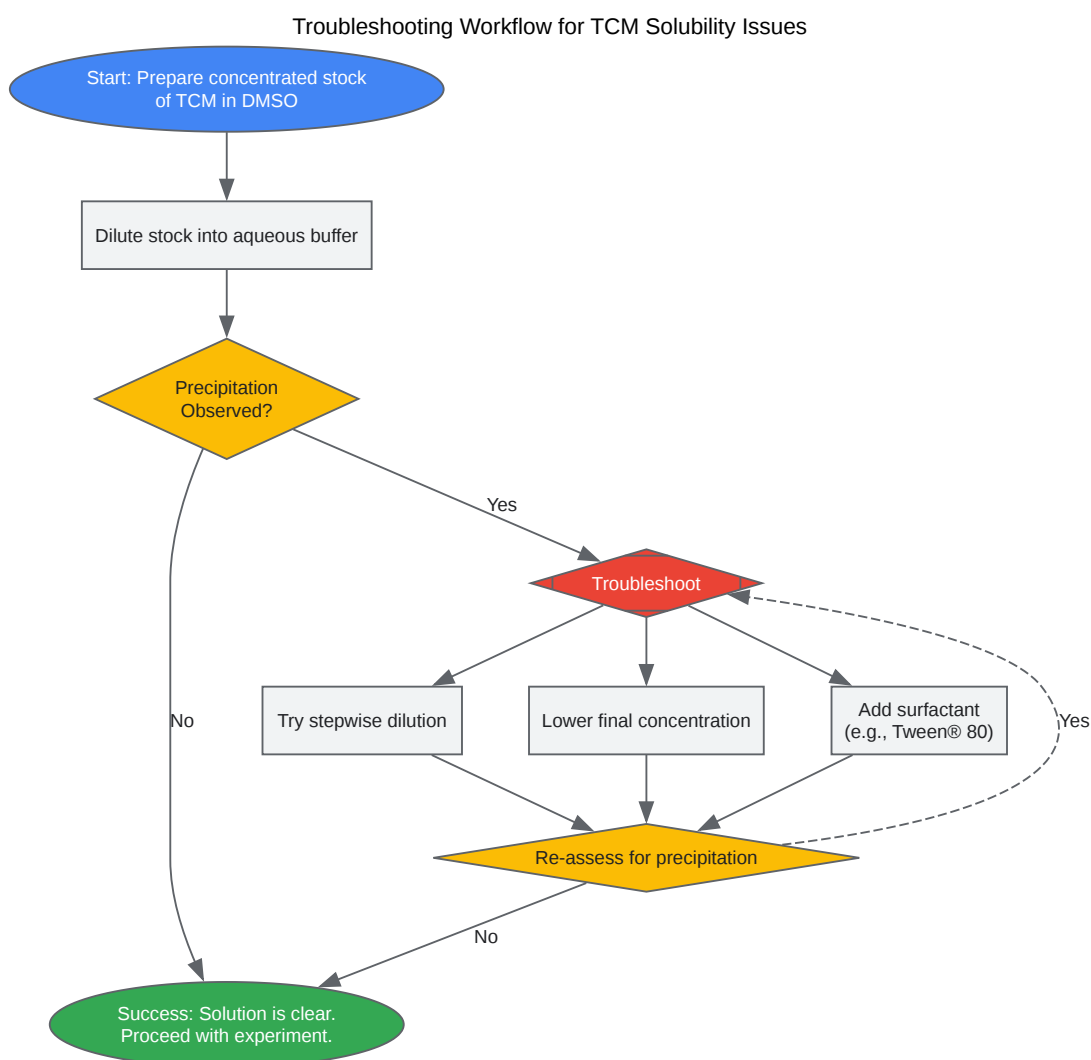 Troubleshooting Workflow for TCM Solubility Issues
Start: Prepare concentrated stock
of TCM in DMSO
Dilute stock into aqueous buffer
Precipitation
Observed?
Yes
Troubleshoot
Try stepwise dilution
Lower final concentration
Add surfactant
(e.g., Tween® 80)
No
Yes
Re-assess for precipitation
No
Success: Solution is clear.
Proceed with experiment.